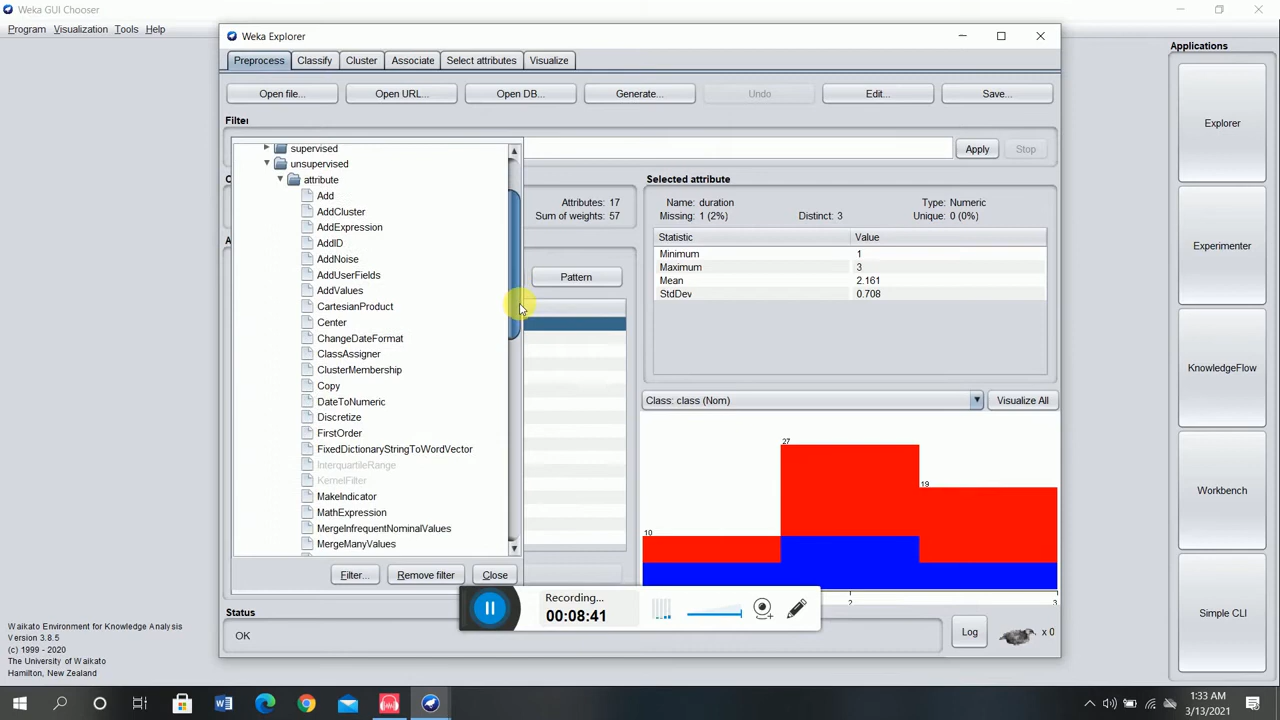 Weka GUI Chooser
Program Visualization Tools Help
Weka Explorer
Preprocess Classify Cluster Associate Select attributes Visualize
Open file... Open URL... Open DB... Generate... Undo Edit... Save...
Filter
Apply Stop
supervised
unsupervised
attribute
Add
AddCluster
AddExpression
AddID
AddNoise
AddUserFields
AddValues
CartesianProduct
Center
ChangeDateFormat
ClassAssigner
ClusterMembership
Copy
DateToNumeric
Discretize
FirstOrder
FixedDictionaryStringToWordVector
InterquartileRange
KernelFilter
MakeIndicator
MathExpression
MergeInfrequentNominalValues
MergeManyValues
Filter... Remove filter Close
Attributes: 17
Sum of weights: 57
Pattern
Selected attribute
Name: duration Type: Numeric
Missing: 1 (2%) Distinct: 3 Unique: 0 (0%)
Statistic Value
Minimum 1
Maximum 3
Mean 2.161
StdDev 0.708
Class: class (Nom) Visualize All
27
19
10
2 3
Recording...
00:08:41
Status
OK
Log x 0
Applications
Explorer
Experimenter
KnowledgeFlow
Workbench
Simple CLI
Waikato Environment for Knowledge Analysis
Version 3.8.5
(c) 1999 - 2020
The University of Waikato
Hamilton, New Zealand
1:33 AM
3/13/2021